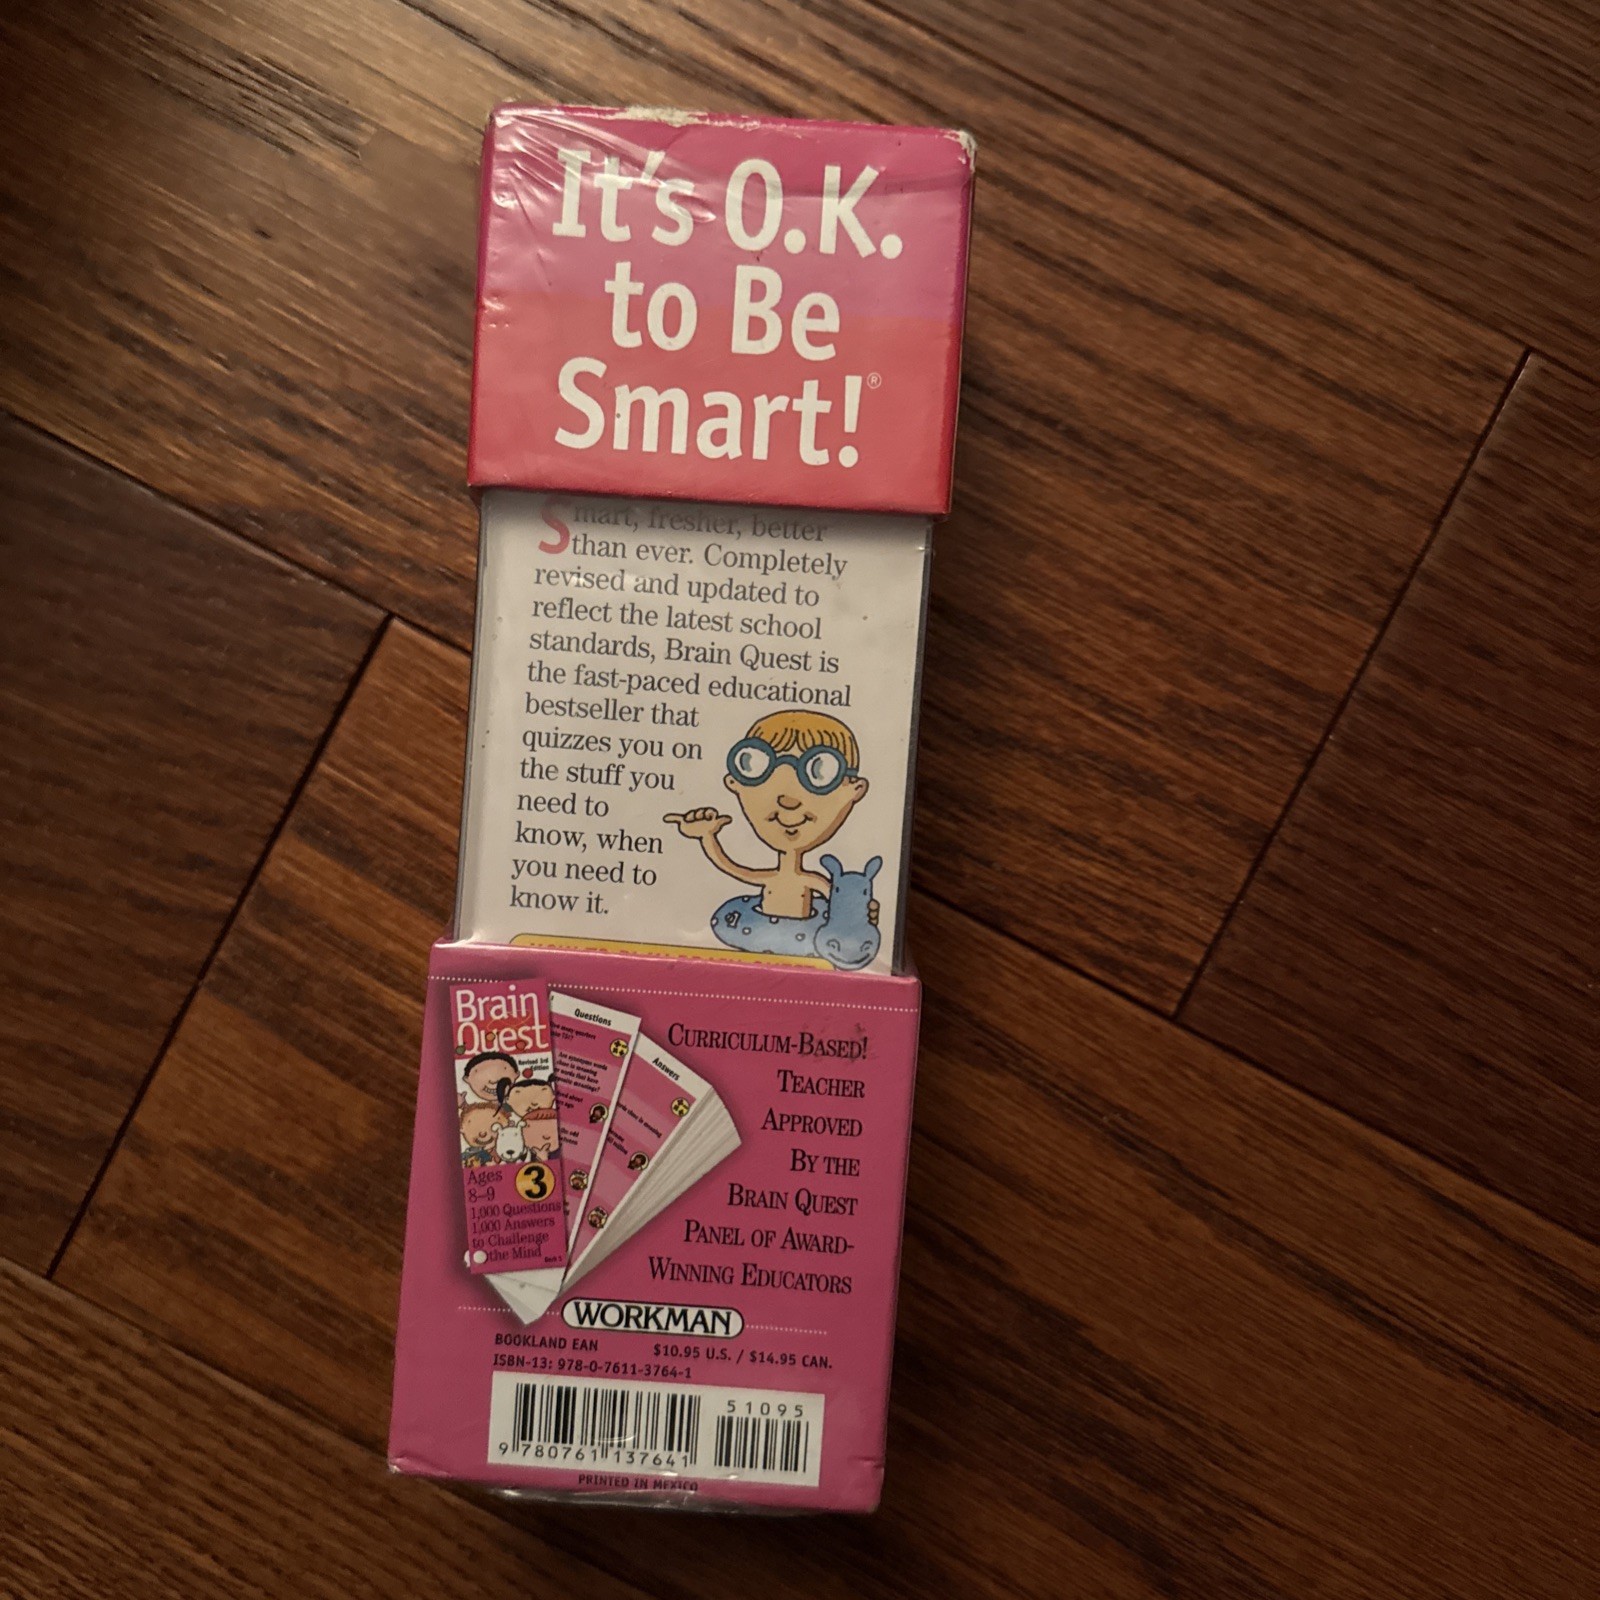 It's O.K.
to Be
Smart!®
Smart, fresher, better
than ever. Completely
revised and updated to
reflect the latest school
standards, Brain Quest is
the fast-paced educational
bestseller that
quizzes you on
the stuff you
need to
know, when
you need to
know it.
Brain
Quest
Revised 3rd
Edition
Ages
8–9
3
1,000 Questions
1,000 Answers
to Challenge
the Mind
Questions
Answers
CURRICULUM-BASED!
TEACHER
APPROVED
BY THE
BRAIN QUEST
PANEL OF AWARD-
WINNING EDUCATORS
WORKMAN
BOOKLAND EAN
$10.95 U.S. / $14.95 CAN.
ISBN-13: 978-0-7611-3764-1
51095
9 780761 137641
PRINTED IN MEXICO